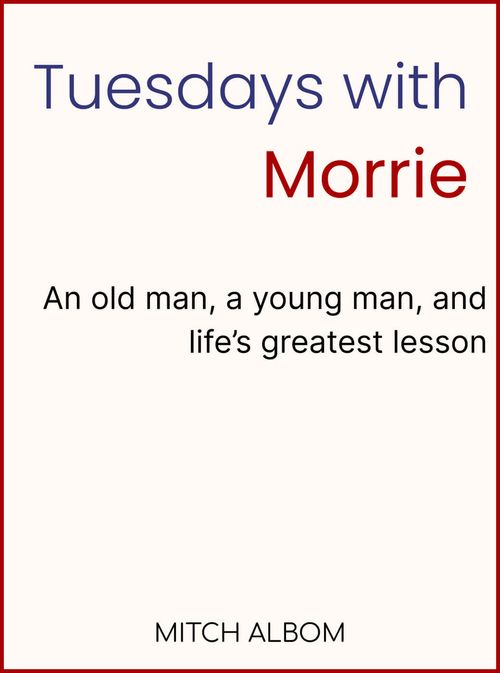 Tuesdays with
Morrie
An old man, a young man, and
life’s greatest lesson
MITCH ALBOM